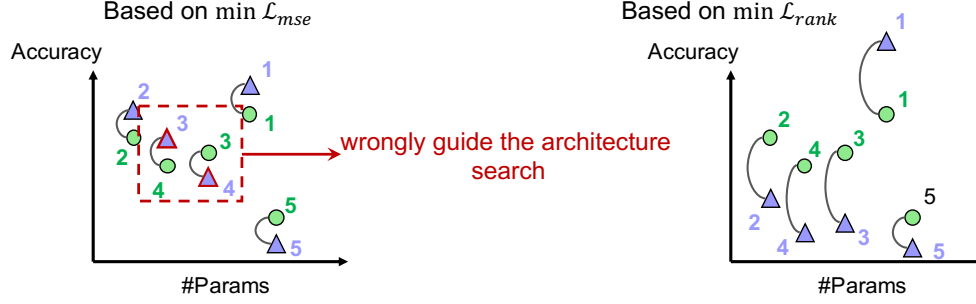 Based on min ℒ_mse
Accuracy
1
2
3
3
1
2
4
4
5
5
#Params
wrongly guide the architecture
search
Based on min ℒ_rank
Accuracy
1
1
2
4
3
5
2
4
3
5
#Params